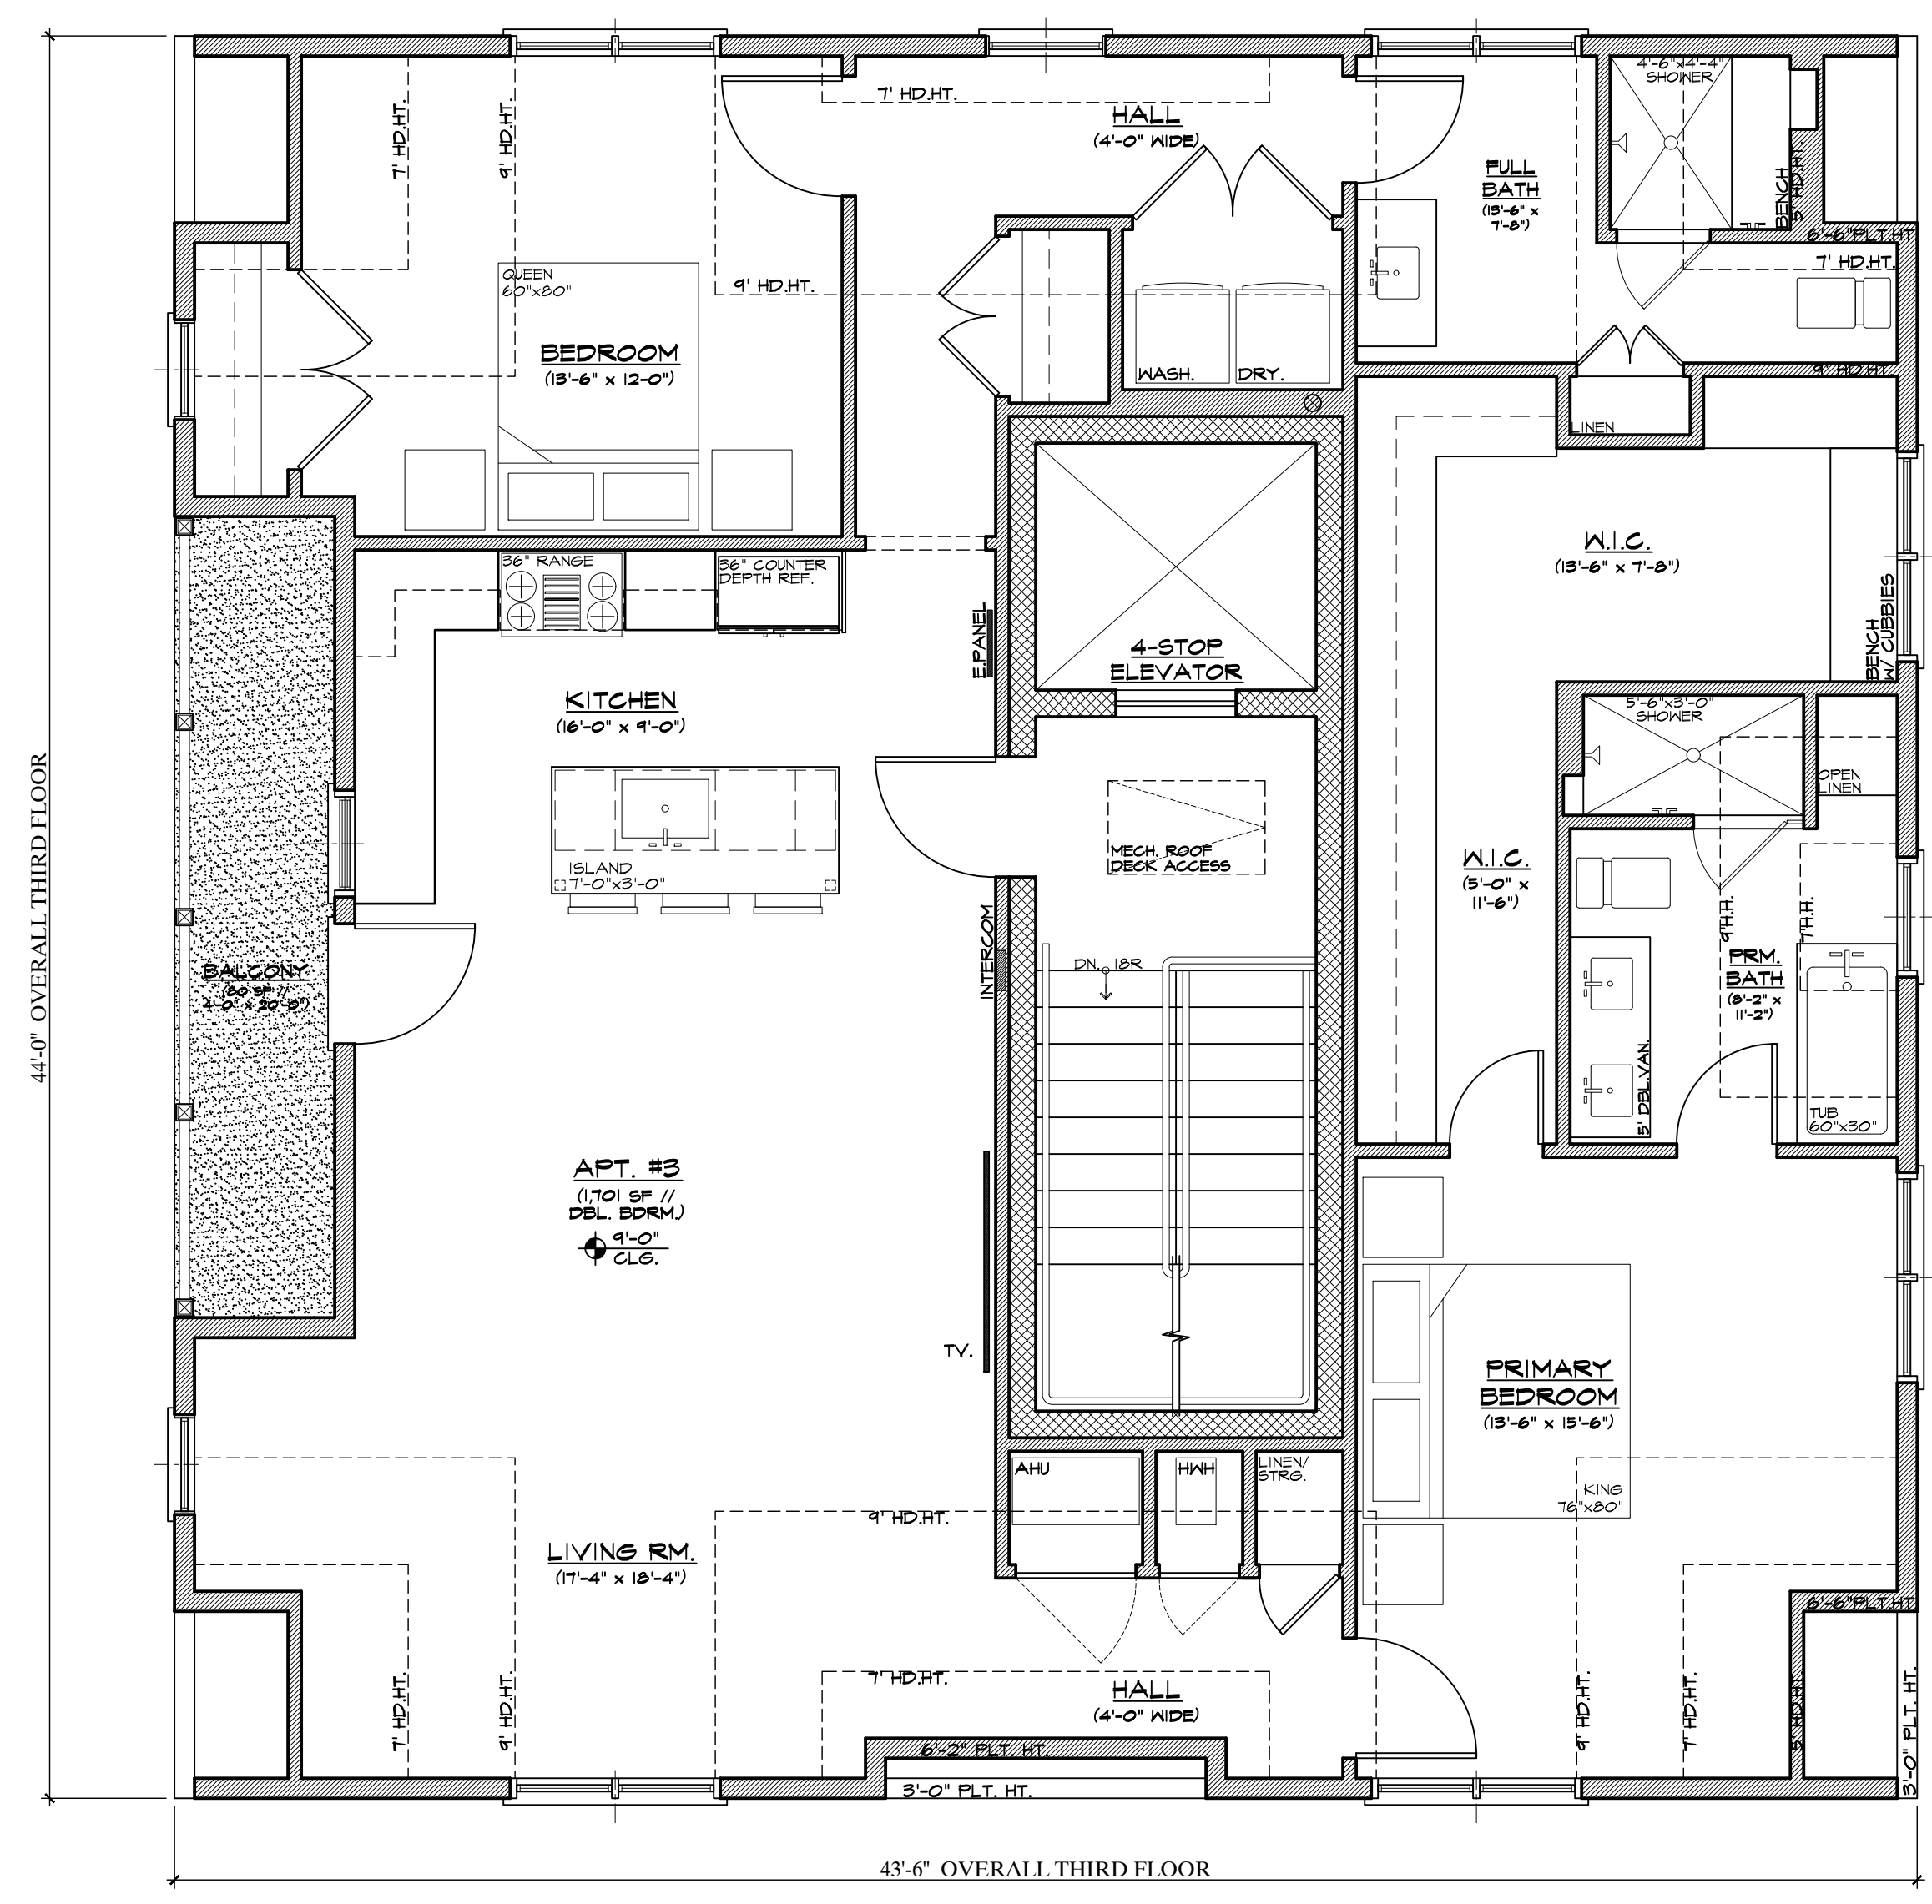 4'-6"x4'-4"
SHOWER
7' HD.HT.
HALL
(4'-0" WIDE)
7' HD.HT.
9' HD.HT.
FULL
BATH
(13'-6" x
7'-8")
BENCH
5' HD.HT.
6'-6" PLT.HT
7' HD.HT.
QUEEN
60"x80"
9' HD.HT.
BEDROOM
(13'-6" x 12-0")
WASH.
DRY.
9' HD.HT.
LINEN
W.I.C.
(13'-6" x 7'-8")
BENCH
W/ CUBBIES
36" RANGE
36" COUNTER
DEPTH REF.
E.PANEL
4-STOP
ELEVATOR
KITCHEN
(16'-0" x 9'-0")
5'-6"x3'-0"
SHOWER
OPEN
LINEN
MECH. ROOF
DECK ACCESS
ISLAND
7'-0"x3'-0"
W.I.C.
(5'-0" x
11'-6")
9'H.H.
7'H.H.
INTERCOM
DN. 18R
BALCONY
(80 SF //
4'-0" x 20'-0")
PRM.
BATH
(8'-2" x
11'-2")
5' DBL.VAN.
TUB
60"x30"
44'-0" OVERALL THIRD FLOOR
APT. #3
(1,701 SF //
DBL. BDRM.)
9'-0"
CLG.
TV.
PRIMARY
BEDROOM
(13'-6" x 15'-6")
AHU
HWH
LINEN/
STRG.
KING
76"x80"
9' HD.HT.
LIVING RM.
(17'-4" x 18'-4")
6'-6" PLT.HT
7' HD.HT.
9' HD.HT.
7' HD.HT.
HALL
(4'-0" WIDE)
9' HD.HT.
7' HD.HT.
5' HD.HT.
3'-0" PLT. HT.
6'-2" PLT. HT.
3'-0" PLT. HT.
43'-6" OVERALL THIRD FLOOR